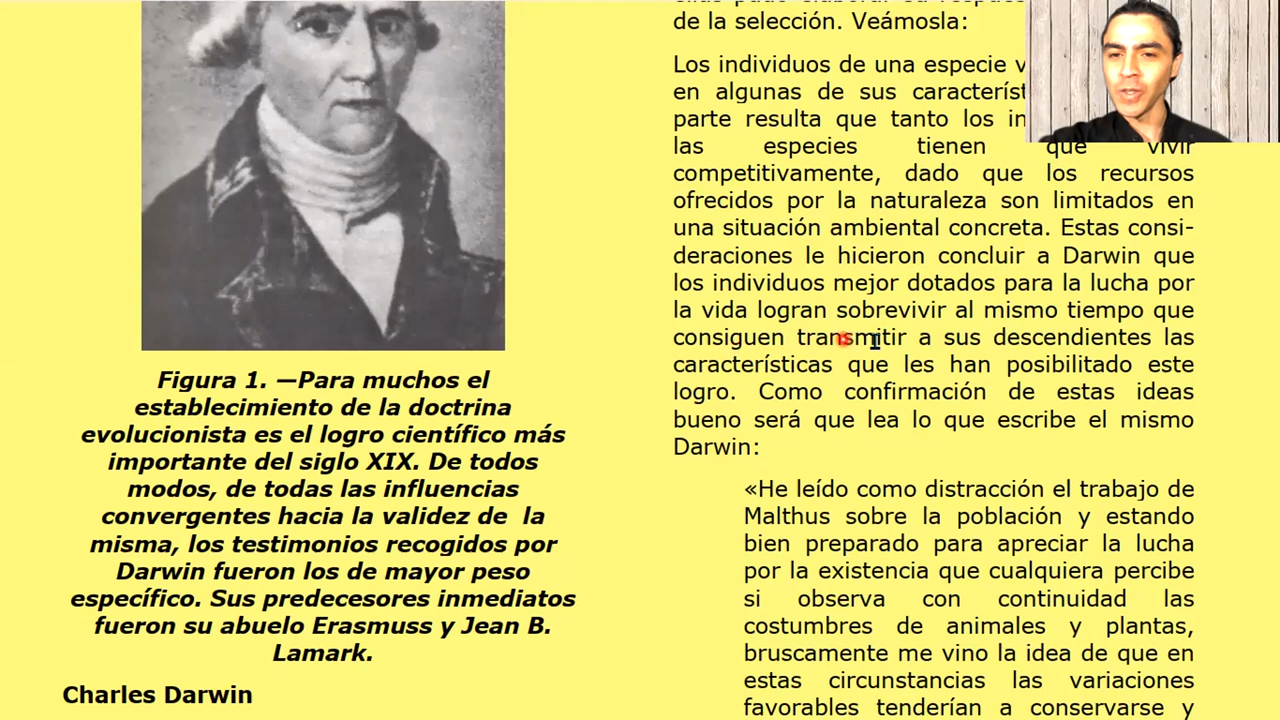 Figura 1. —Para muchos el
establecimiento de la doctrina
evolucionista es el logro científico más
importante del siglo XIX. De todos
modos, de todas las influencias
convergentes hacia la validez de  la
misma, los testimonios recogidos por
Darwin fueron los de mayor peso
específico. Sus predecesores inmediatos
fueron su abuelo Erasmuss y Jean B.
Lamark.
Charles Darwin
de la selección. Veámosla:
Los individuos de una especie
en algunas de sus
parte resulta que tanto los
las especies tienen que vivir
competitivamente, dado que los recursos
ofrecidos por la naturaleza son limitados en
una situación ambiental concreta. Estas consi-
deraciones le hicieron concluir a Darwin que
los individuos mejor dotados para la lucha por
la vida logran sobrevivir al mismo tiempo que
consiguen transmitir a sus descendientes las
características que les han posibilitado este
logro. Como confirmación de estas ideas
bueno será que lea lo que escribe el mismo
Darwin:
«He leído como distracción el trabajo de
Malthus sobre la población y estando
bien preparado para apreciar la lucha
por la existencia que cualquiera percibe
si observa con continuidad las
costumbres de animales y plantas,
bruscamente me vino la idea de que en
estas circunstancias las variaciones
favorables tenderían a conservarse y